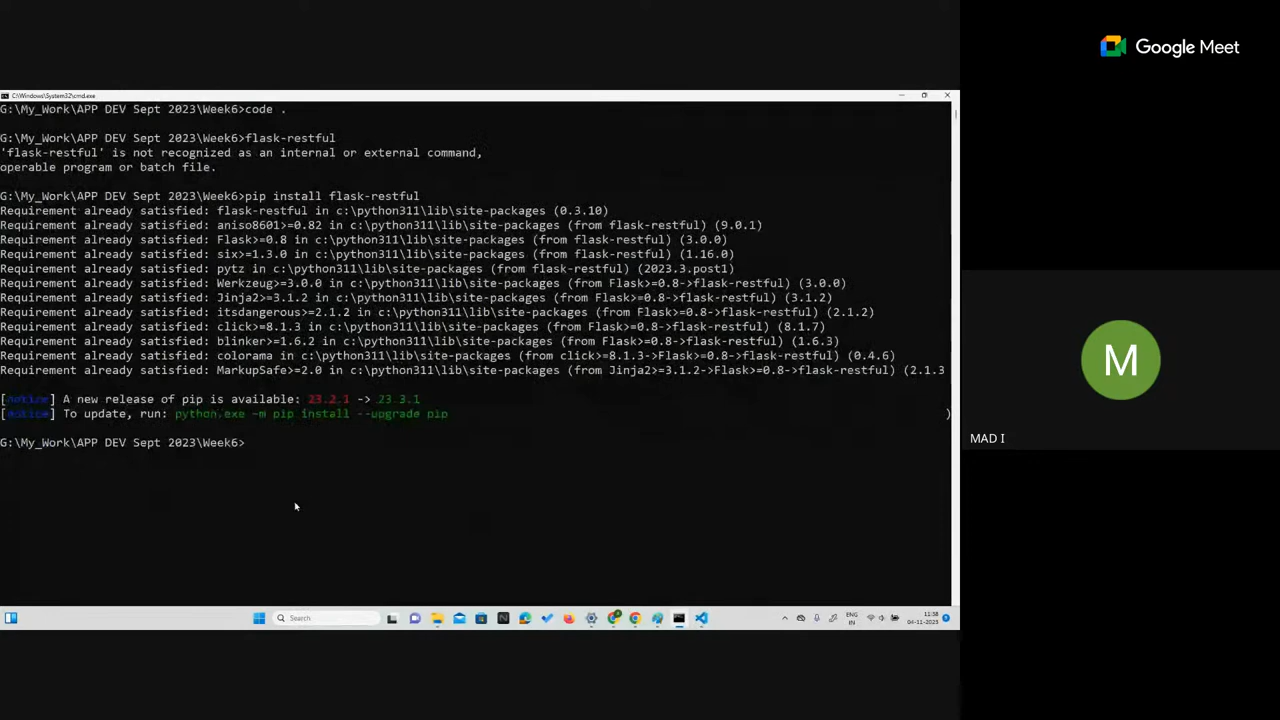 Google Meet
C:\Windows\System32\cmd.exe
G:\My_Work\APP DEV Sept 2023\Week6>code .
G:\My_Work\APP DEV Sept 2023\Week6>flask-restful
'flask-restful' is not recognized as an internal or external command,
operable program or batch file.
G:\My_Work\APP DEV Sept 2023\Week6>pip install flask-restful
Requirement already satisfied: flask-restful in c:\python311\lib\site-packages (0.3.10)
Requirement already satisfied: aniso8601>=0.82 in c:\python311\lib\site-packages (from flask-restful) (9.0.1)
Requirement already satisfied: Flask>=0.8 in c:\python311\lib\site-packages (from flask-restful) (3.0.0)
Requirement already satisfied: six>=1.3.0 in c:\python311\lib\site-packages (from flask-restful) (1.16.0)
Requirement already satisfied: pytz in c:\python311\lib\site-packages (from flask-restful) (2023.3.post1)
Requirement already satisfied: Werkzeug>=3.0.0 in c:\python311\lib\site-packages (from Flask>=0.8->flask-restful) (3.0.0)
Requirement already satisfied: Jinja2>=3.1.2 in c:\python311\lib\site-packages (from Flask>=0.8->flask-restful) (3.1.2)
Requirement already satisfied: itsdangerous>=2.1.2 in c:\python311\lib\site-packages (from Flask>=0.8->flask-restful) (2.1.2)
Requirement already satisfied: click>=8.1.3 in c:\python311\lib\site-packages (from Flask>=0.8->flask-restful) (8.1.7)
Requirement already satisfied: blinker>=1.6.2 in c:\python311\lib\site-packages (from Flask>=0.8->flask-restful) (1.6.3)
Requirement already satisfied: colorama in c:\python311\lib\site-packages (from click>=8.1.3->Flask>=0.8->flask-restful) (0.4.6)
Requirement already satisfied: MarkupSafe>=2.0 in c:\python311\lib\site-packages (from Jinja2>=3.1.2->Flask>=0.8->flask-restful) (2.1.3
[notice] A new release of pip is available: 23.2.1 -> 23.3.1
[notice] To update, run: python.exe -m pip install --upgrade pip )
G:\My_Work\APP DEV Sept 2023\Week6>
M
MAD I
Search
ENG
IN
11:38
04-11-2023